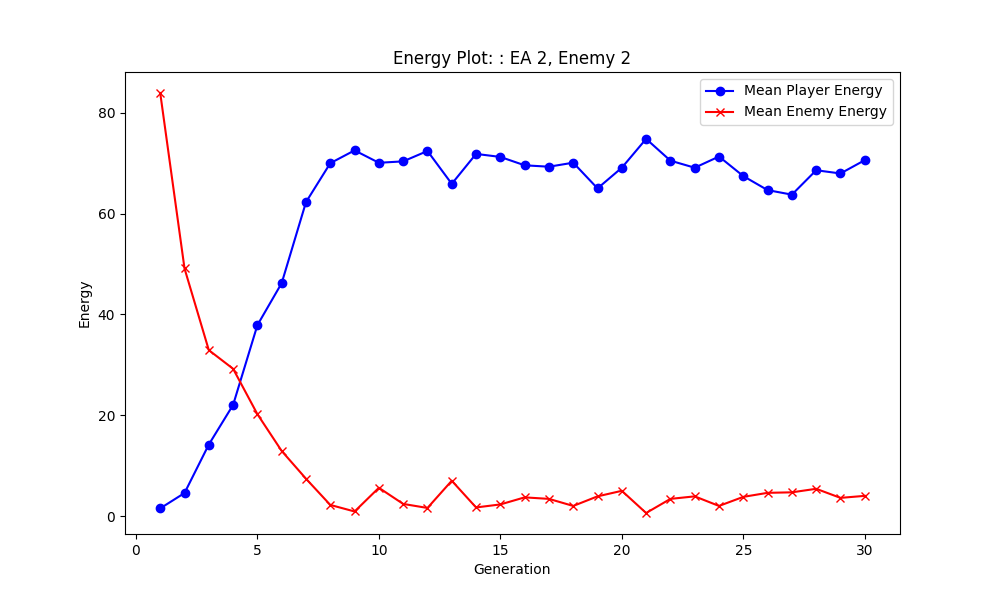 Energy Plot: : EA 2, Enemy 2
Mean Player Energy
Mean Enemy Energy
Energy
80
60
40
20
0
0 5 10 15 20 25 30
Generation